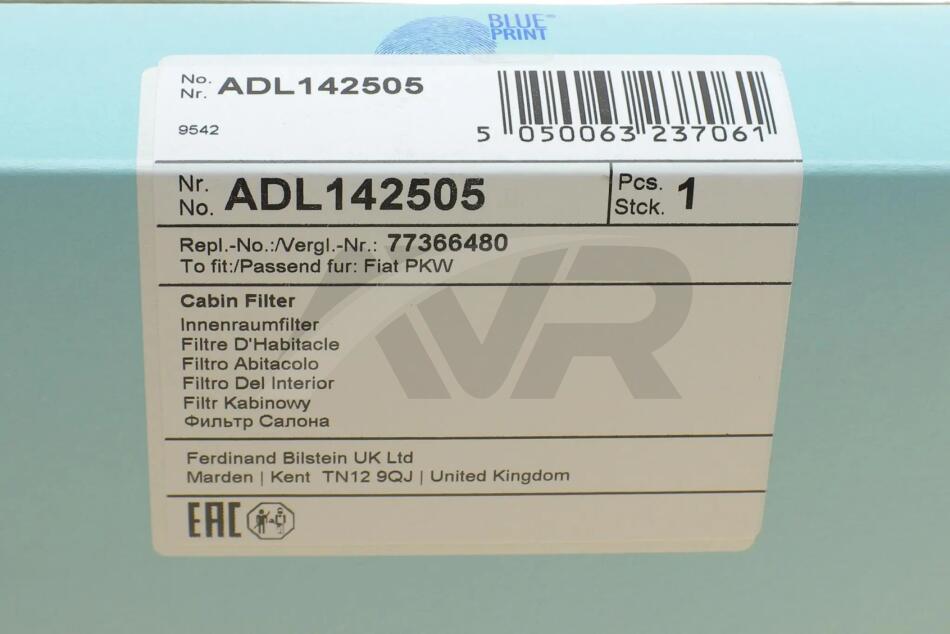 BLUE
PRINT
No.
Nr. ADL142505
9542
5 050063 237061
Nr.
No. ADL142505
Pcs.
Stck. 1
Repl.-No.:/Vergl.-Nr.: 77366480
To fit:/Passend fur: Fiat PKW
Cabin Filter
Innenraumfilter
Filtre D'Habitacle
Filtro Abitacolo
Filtro Del Interior
Filtr Kabinowy
Фильтр Салона
Ferdinand Bilstein UK Ltd
Marden | Kent TN12 9QJ | United Kingdom
EAC